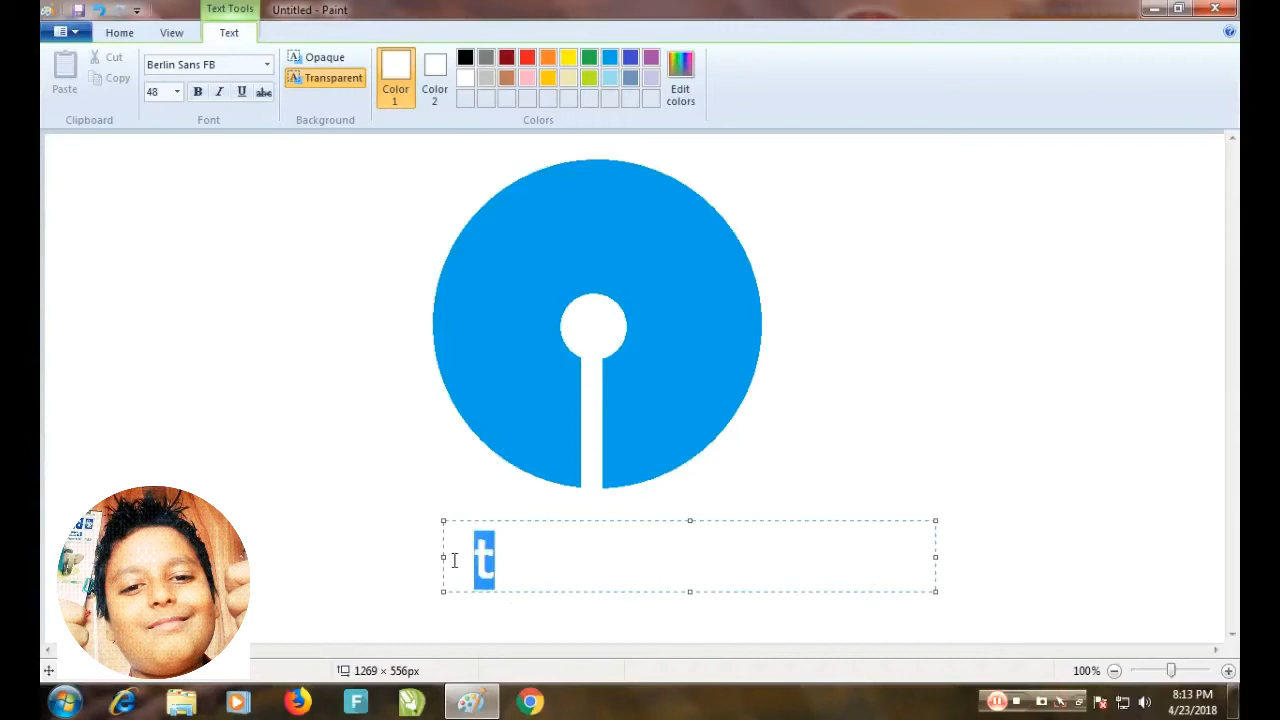 Text Tools
Untitled - Paint
Home
View
Text
Paste
Cut
Copy
Clipboard
Berlin Sans FB
48
B
I
U
abc
Font
Opaque
Transparent
Background
Color
1
Color
2
Edit
colors
Colors
t
1269 × 556px
100%
8:13 PM
4/23/2018